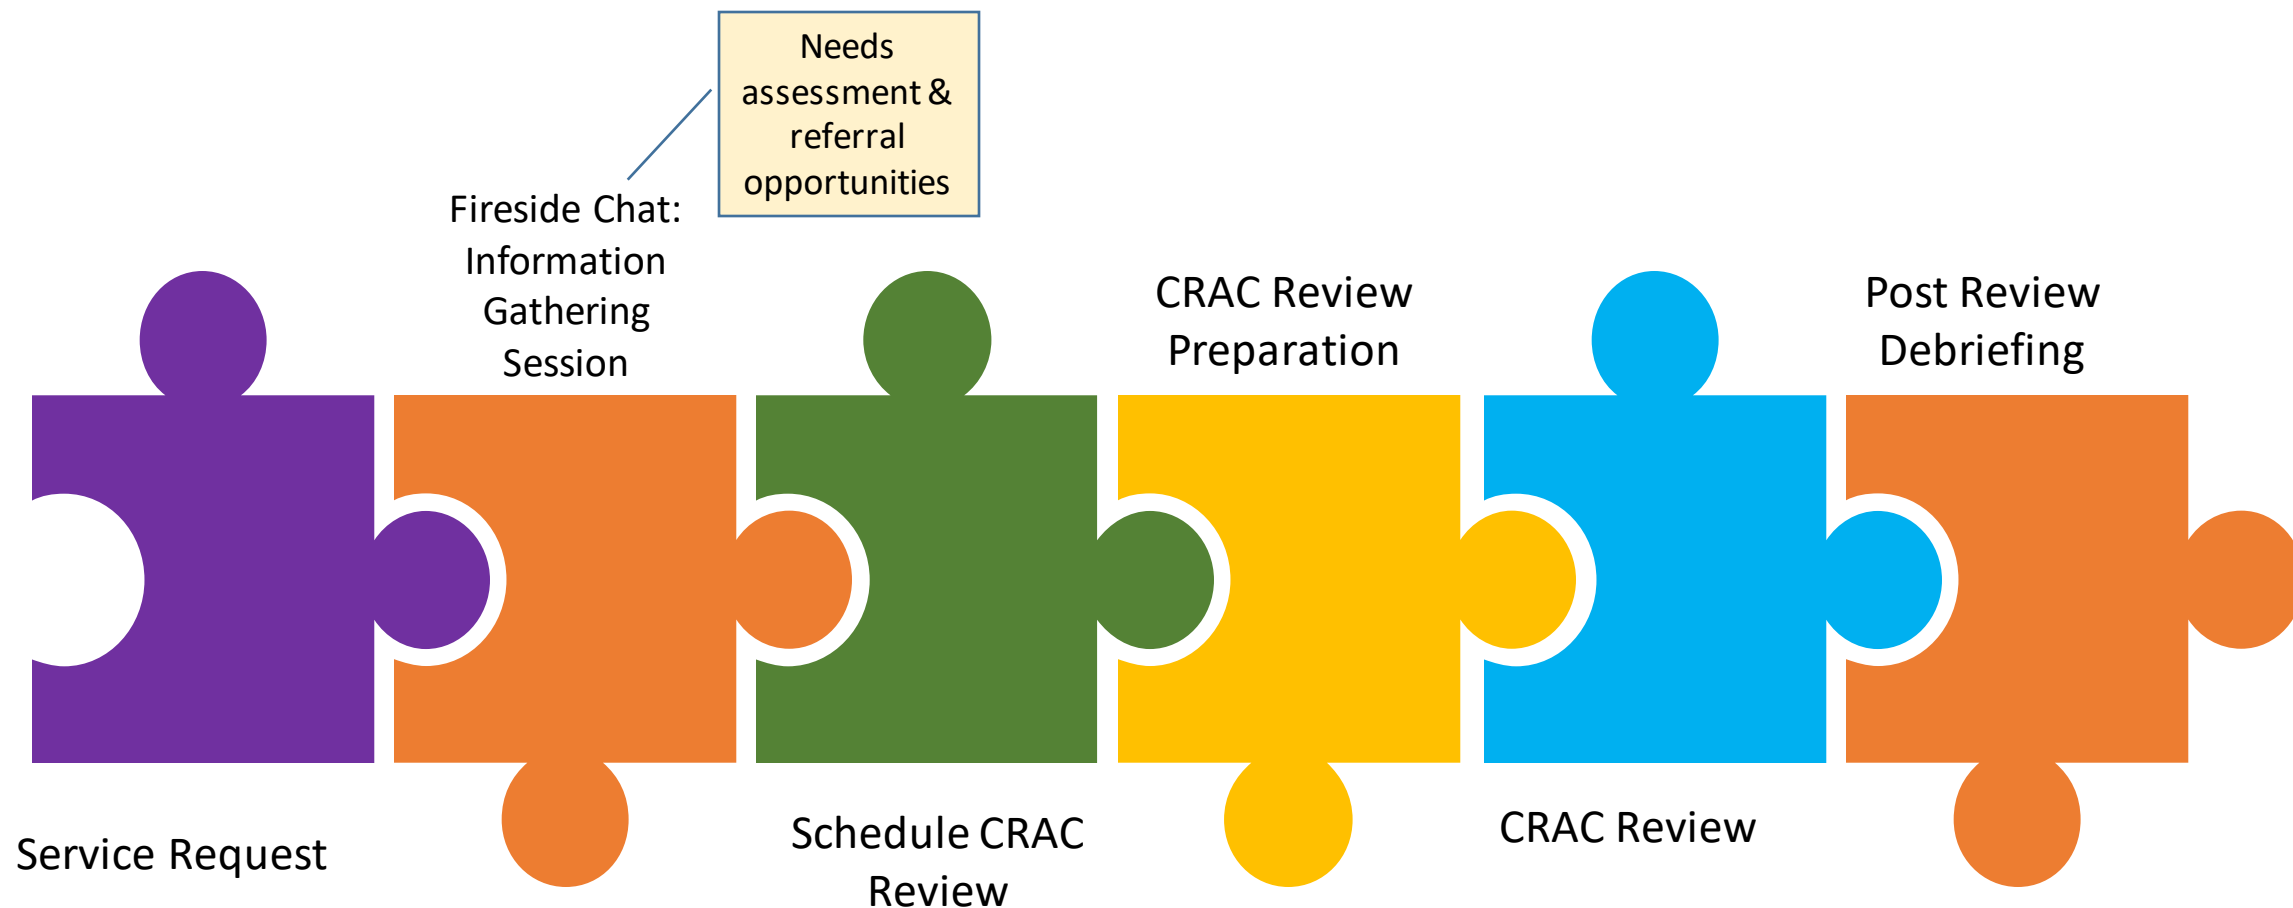 Needs
assessment &
referral
opportunities
Fireside Chat:
Information
Gathering
Session
CRAC Review
Preparation
Post Review
Debriefing
Service Request
Schedule CRAC
Review
CRAC Review